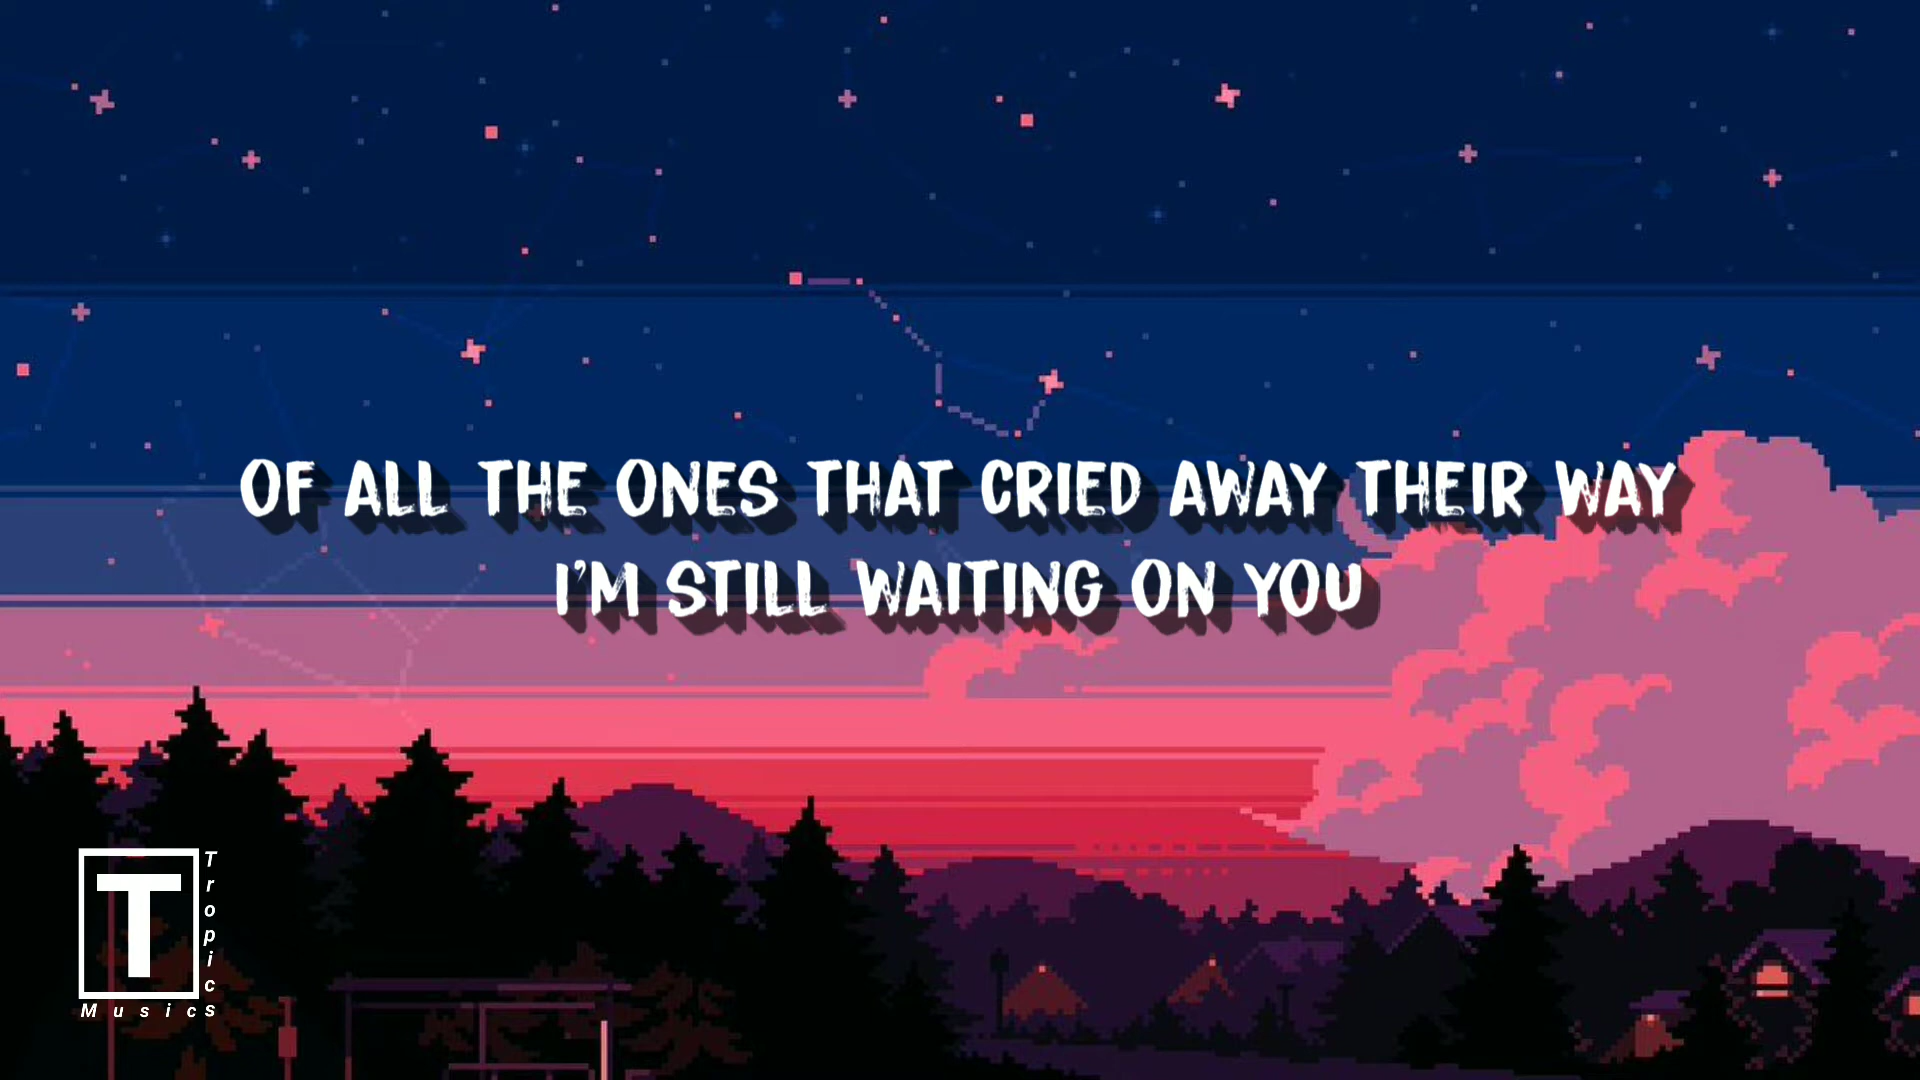 OF ALL THE ONES THAT CRIED AWAY THEIR WAY
I'M STILL WAITING ON YOU
T
Tropics
Musics